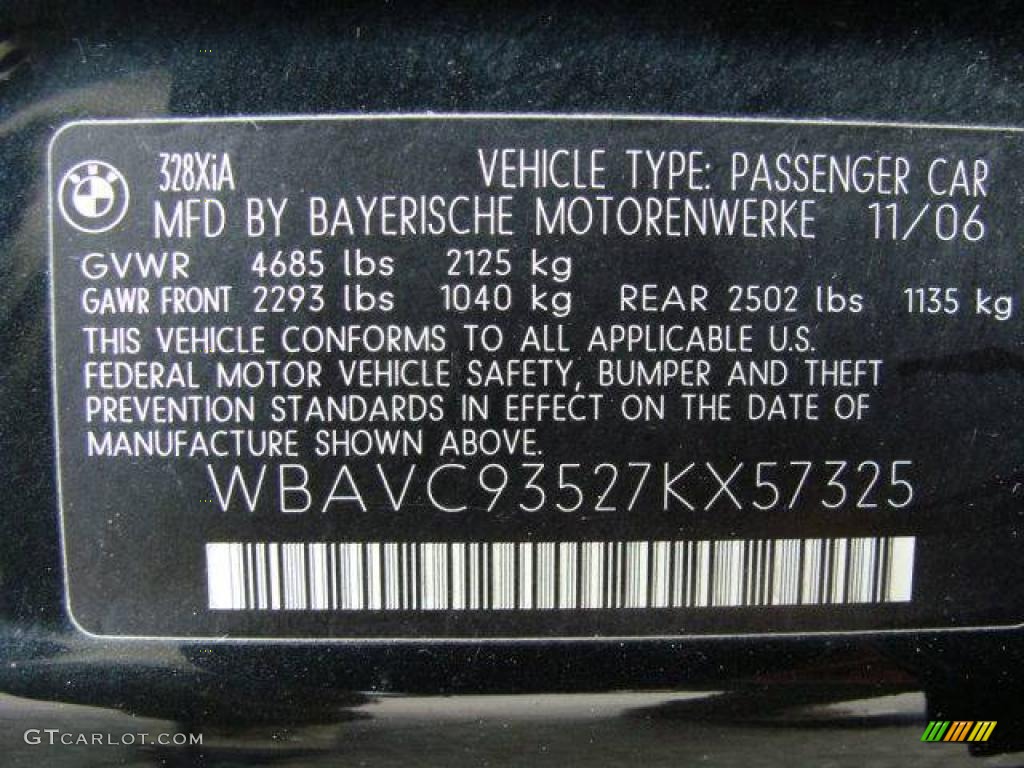 328XiA VEHICLE TYPE: PASSENGER CAR
MFD BY BAYERISCHE MOTORENWERKE 11/06
GVWR 4685 lbs 2125 kg
GAWR FRONT 2293 lbs 1040 kg REAR 2502 lbs 1135 kg
THIS VEHICLE CONFORMS TO ALL APPLICABLE U.S.
FEDERAL MOTOR VEHICLE SAFETY, BUMPER AND THEFT
PREVENTION STANDARDS IN EFFECT ON THE DATE OF
MANUFACTURE SHOWN ABOVE.
WBAVC93527KX57325
GTCARLOT.COM